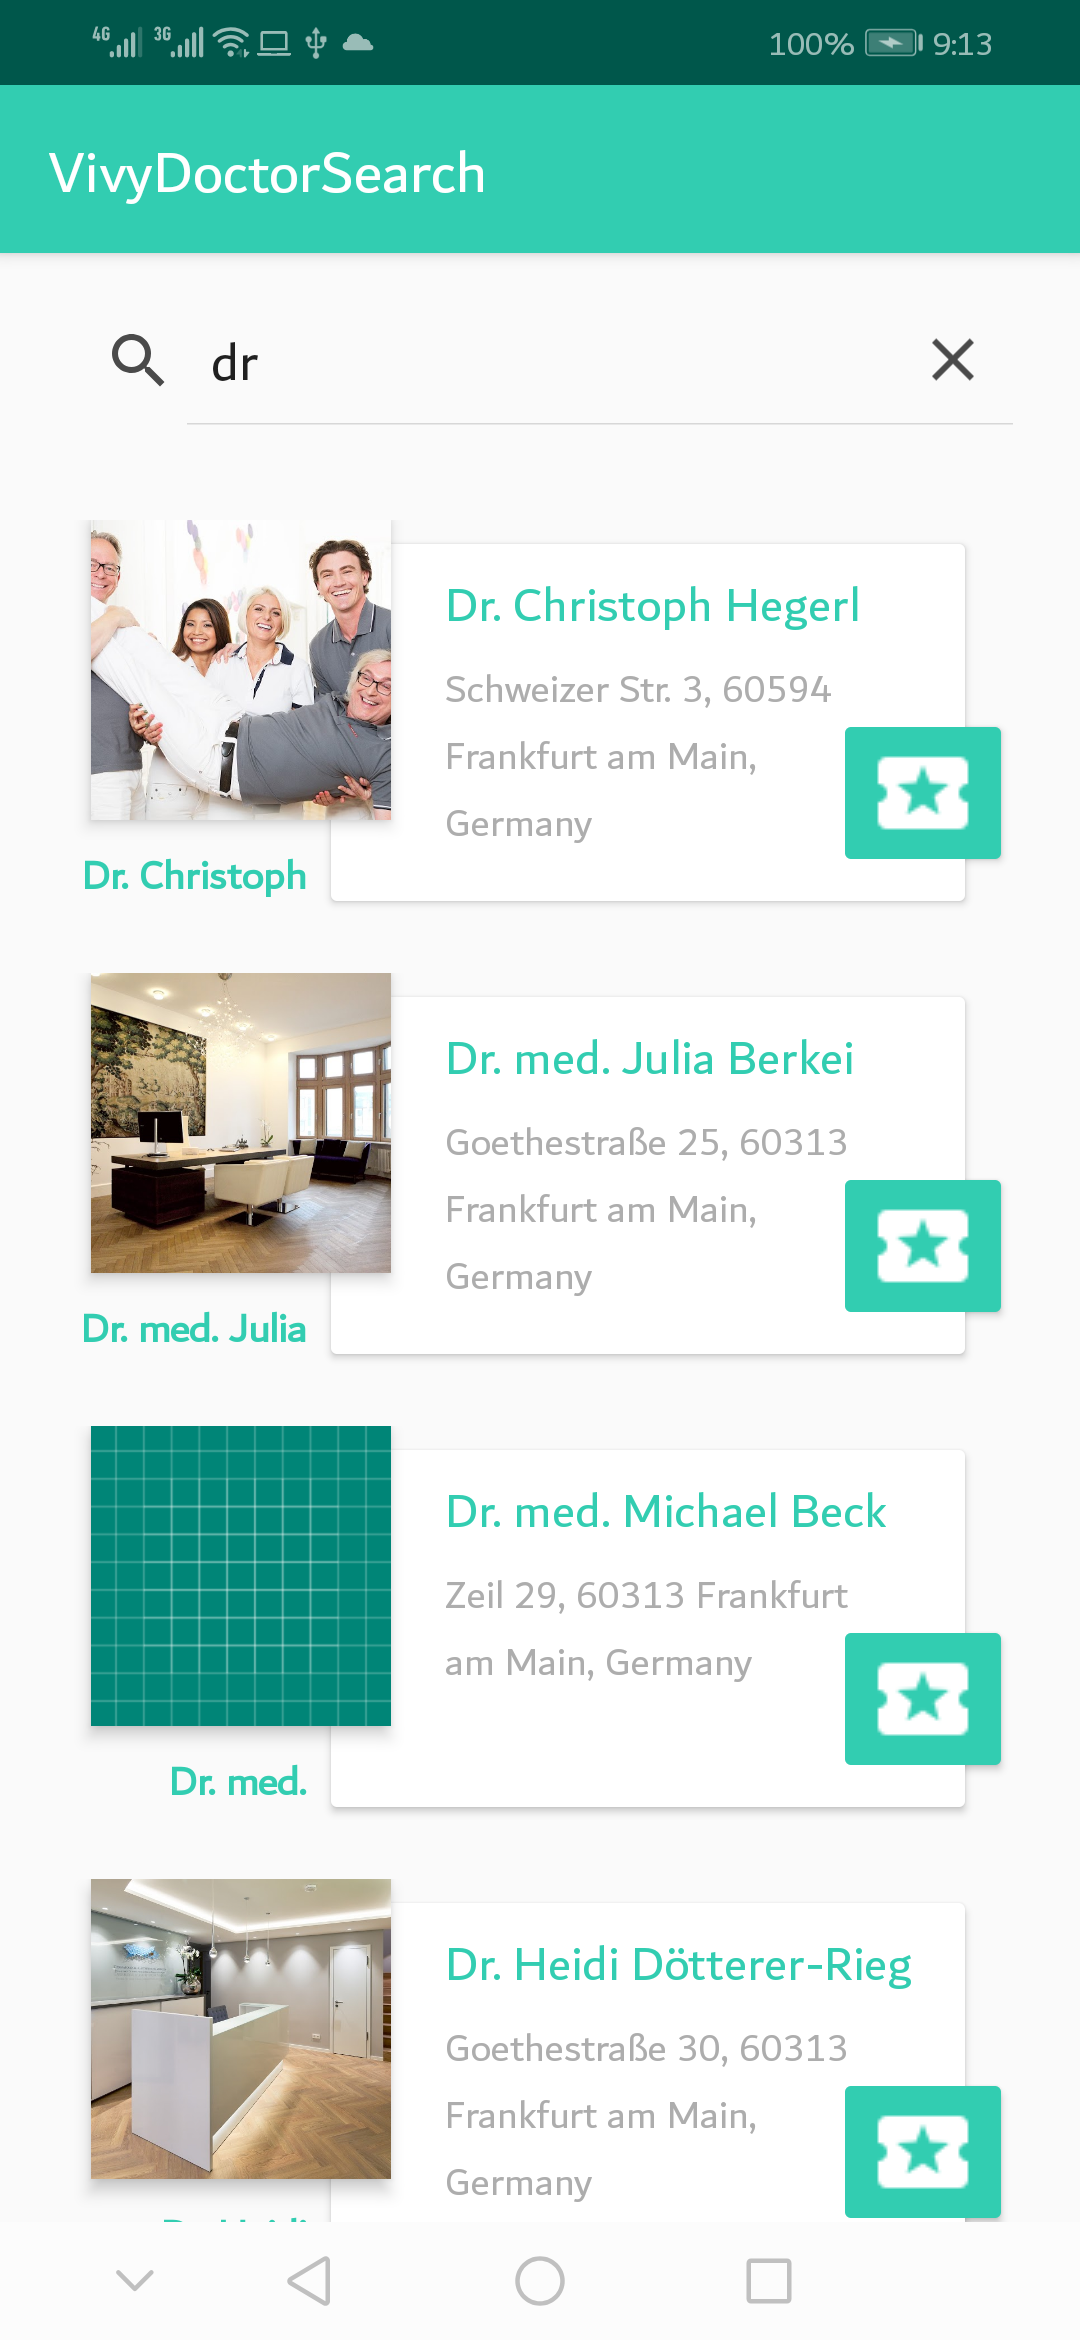 4G 3G 100% 9:13
VivyDoctorSearch
dr
Dr. Christoph Hegerl
Schweizer Str. 3, 60594
Frankfurt am Main,
Germany
Dr. Christoph
Dr. med. Julia Berkei
Goethestraße 25, 60313
Frankfurt am Main,
Germany
Dr. med. Julia
Dr. med. Michael Beck
Zeil 29, 60313 Frankfurt
am Main, Germany
Dr. med.
Dr. Heidi Dötterer-Rieg
Goethestraße 30, 60313
Frankfurt am Main,
Germany